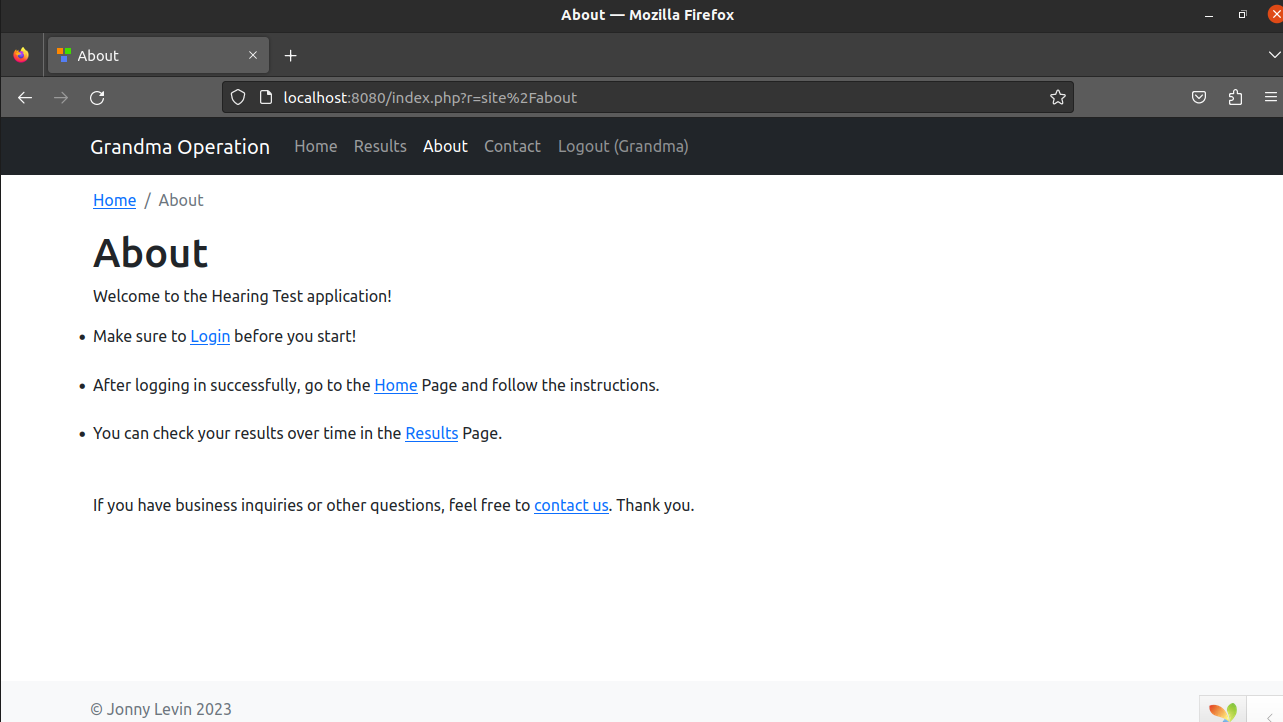 About — Mozilla Firefox
About
localhost:8080/index.php?r=site%2Fabout
Grandma Operation Home Results About Contact Logout (Grandma)
Home / About
About
Welcome to the Hearing Test application!
• Make sure to Login before you start!
• After logging in successfully, go to the Home Page and follow the instructions.
• You can check your results over time in the Results Page.
If you have business inquiries or other questions, feel free to contact us. Thank you.
© Jonny Levin 2023